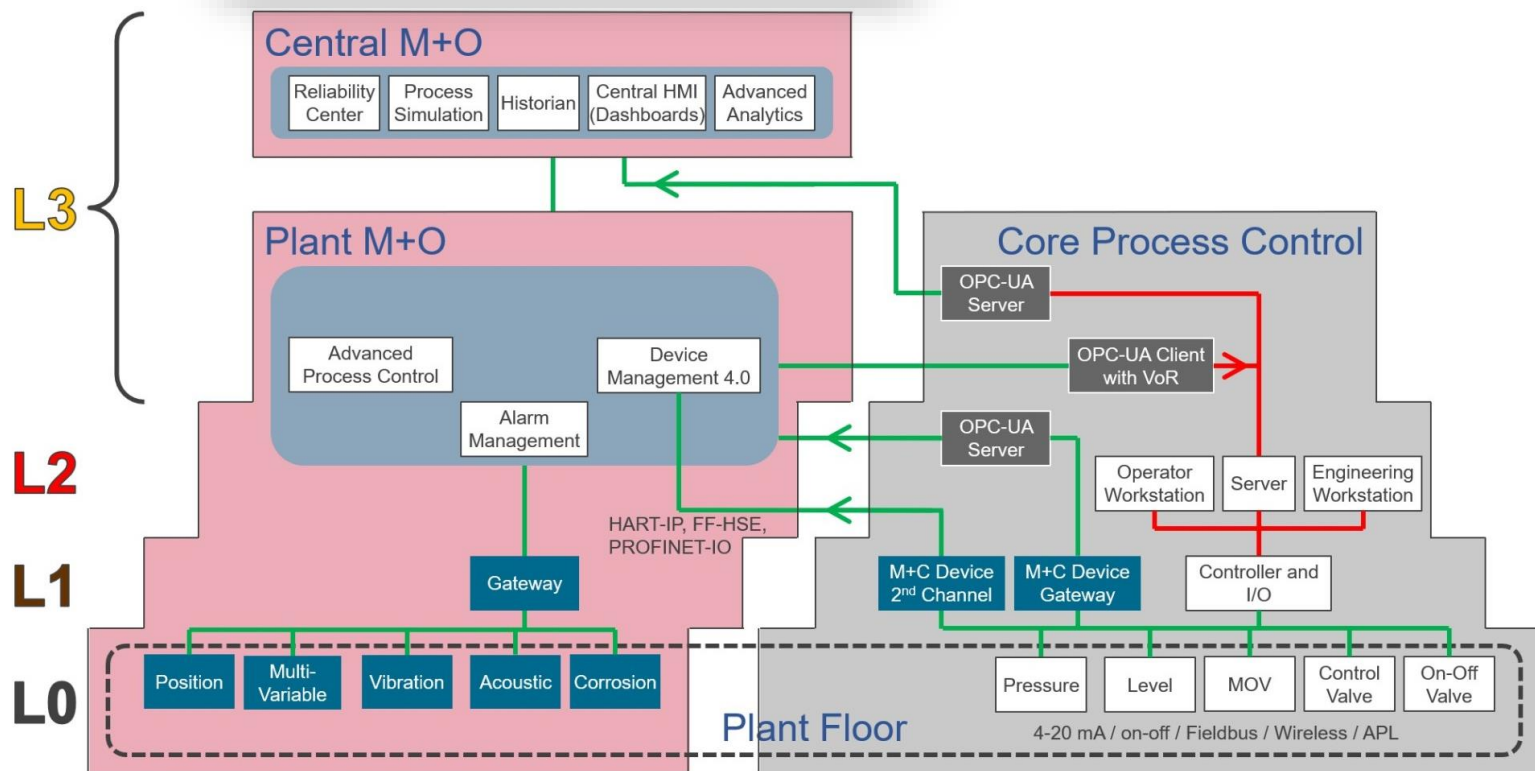 Central M+O
Reliability
Center
Process
Simulation
Historian
Central HMI
(Dashboards)
Advanced
Analytics
L3
Plant M+O
Core Process Control
OPC-UA
Server
Advanced
Process Control
Device
Management 4.0
OPC-UA Client
with VoR
Alarm
Management
OPC-UA
Server
L2
Operator
Workstation
Server
Engineering
Workstation
HART-IP, FF-HSE,
PROFINET-IO
L1
Gateway
M+C Device
2nd Channel
M+C Device
Gateway
Controller and
I/O
L0
Position
Multi-
Variable
Vibration
Acoustic
Corrosion
Pressure
Level
MOV
Control
Valve
On-Off
Valve
Plant Floor
4-20 mA / on-off / Fieldbus / Wireless / APL